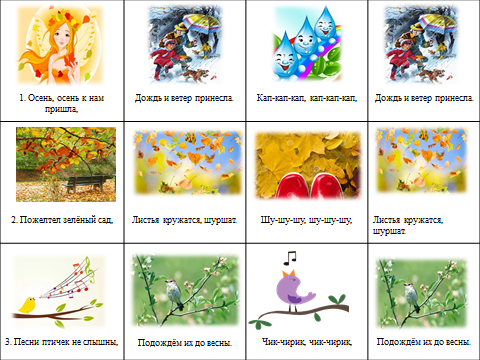 1. Осень, осень к нам
пришла,
Дождь и ветер принесла.
Кап-кап-кап, кап-кап-кап,
Дождь и ветер принесла.
2. Пожелтел зелёный сад,
Листья кружатся, шуршат.
Шу-шу-шу, шу-шу-шу,
Листья кружатся,
шуршат.
3. Песни птичек не слышны,
Подождём их до весны.
Чик-чирик, чик-чирик,
Подождём их до весны.